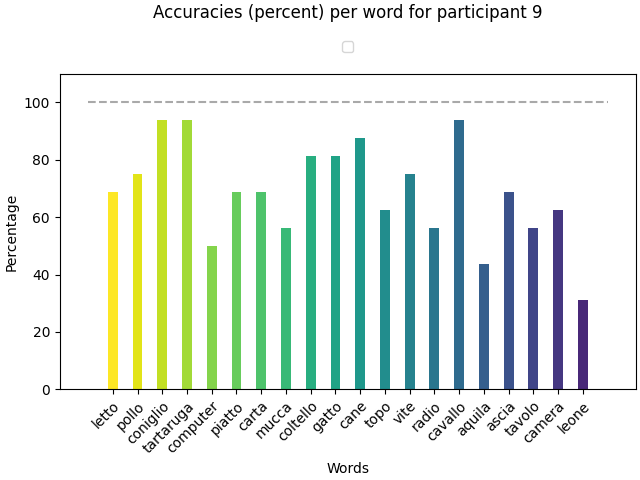 Accuracies (percent) per word for participant 9
100
80
60
40
20
0
Percentage
letto
pollo
coniglio
tartaruga
computer
piatto
carta
mucca
coltello
gatto
cane
topo
vite
radio
cavallo
aquila
ascia
tavolo
camera
leone
Words